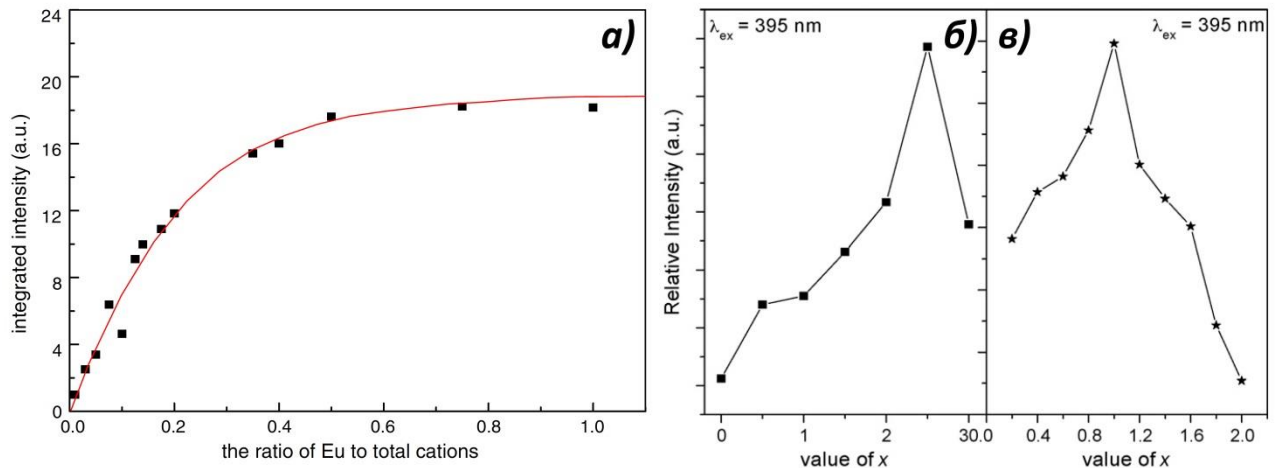 а)
integrated intensity (a.u.)
24
20
16
12
8
4
0
0.0 0.2 0.4 0.6 0.8 1.0
the ratio of Eu to total cations
λex = 395 nm
б)
Relative Intensity (a.u.)
0 1 2 3
value of x
в)
λex = 395 nm
0.0 0.4 0.8 1.2 1.6 2.0
value of x